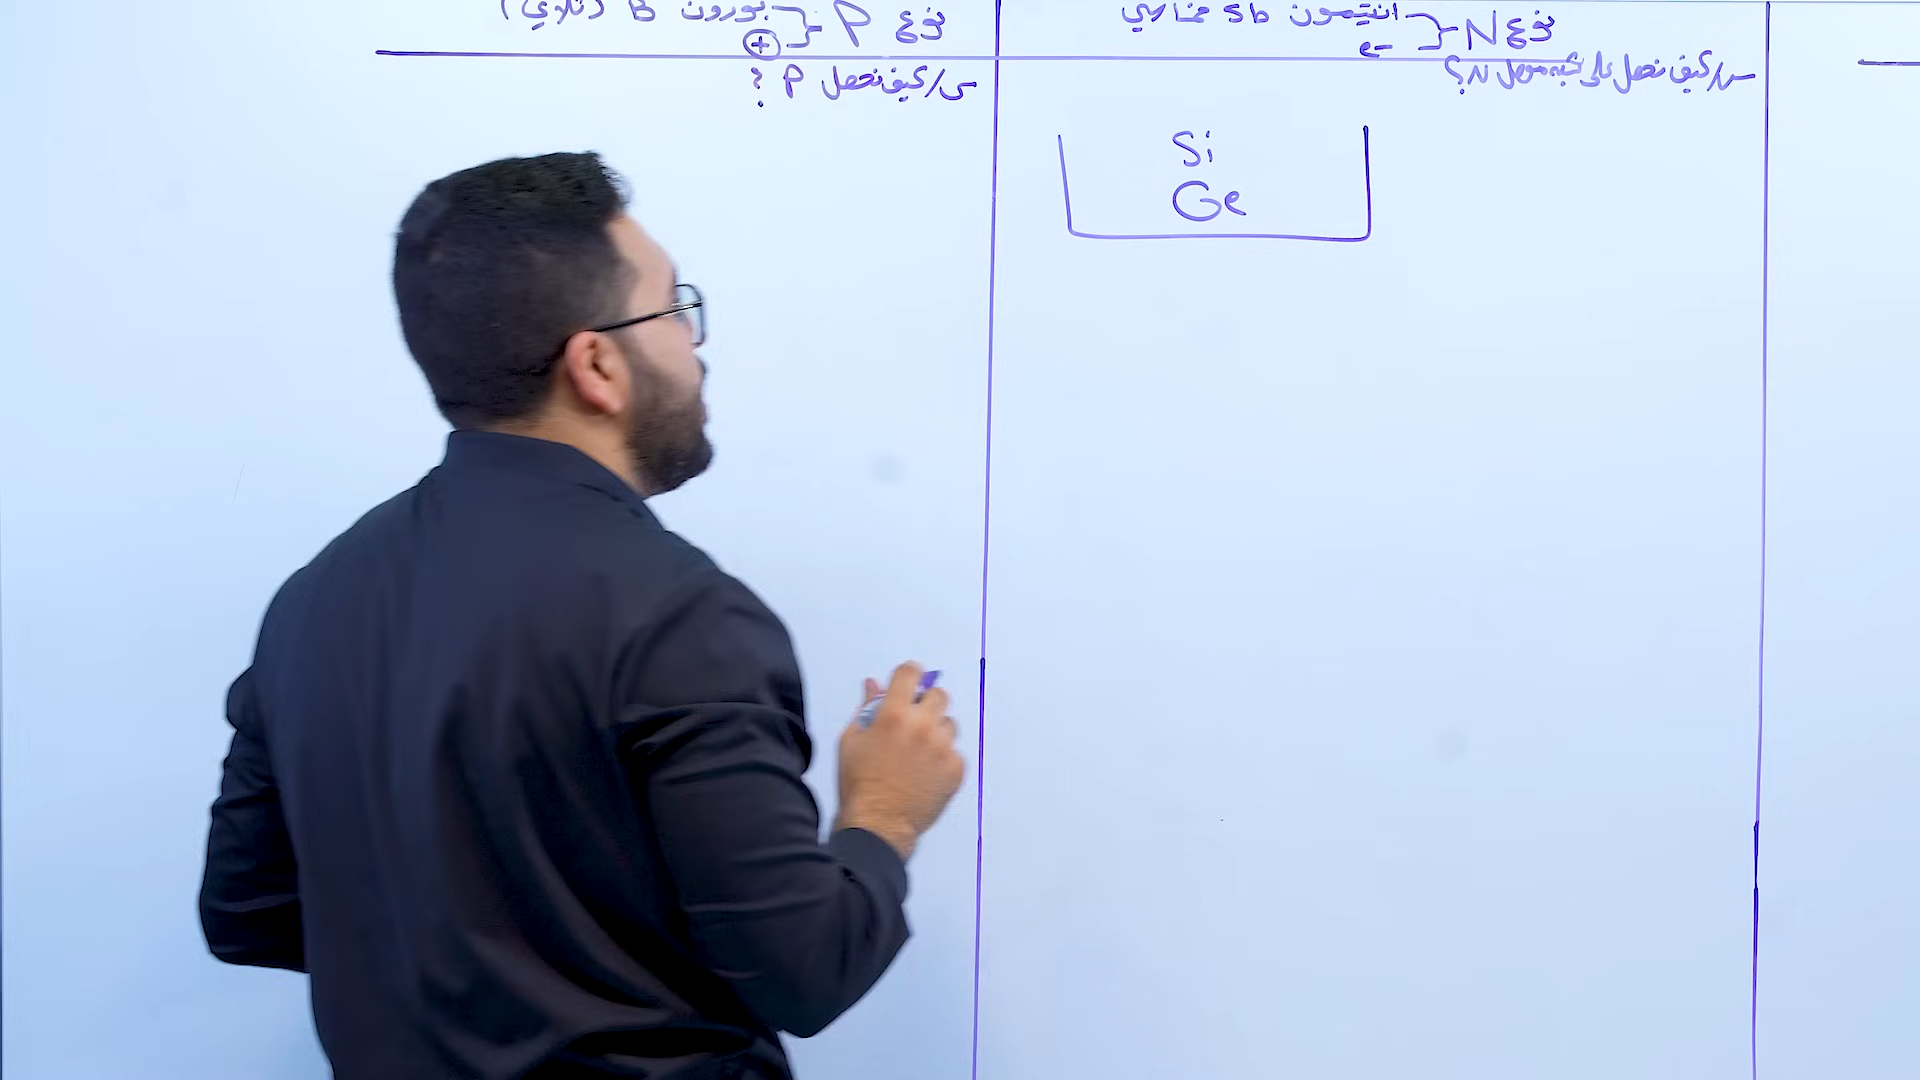 نوع N { انتيمون Sb خماسي
e-
س/ كيف نحصل على شبه موصل N؟
Si
Ge
نوع P { بورون B (ثلاثي)
+
س/ كيف نحصل P ؟